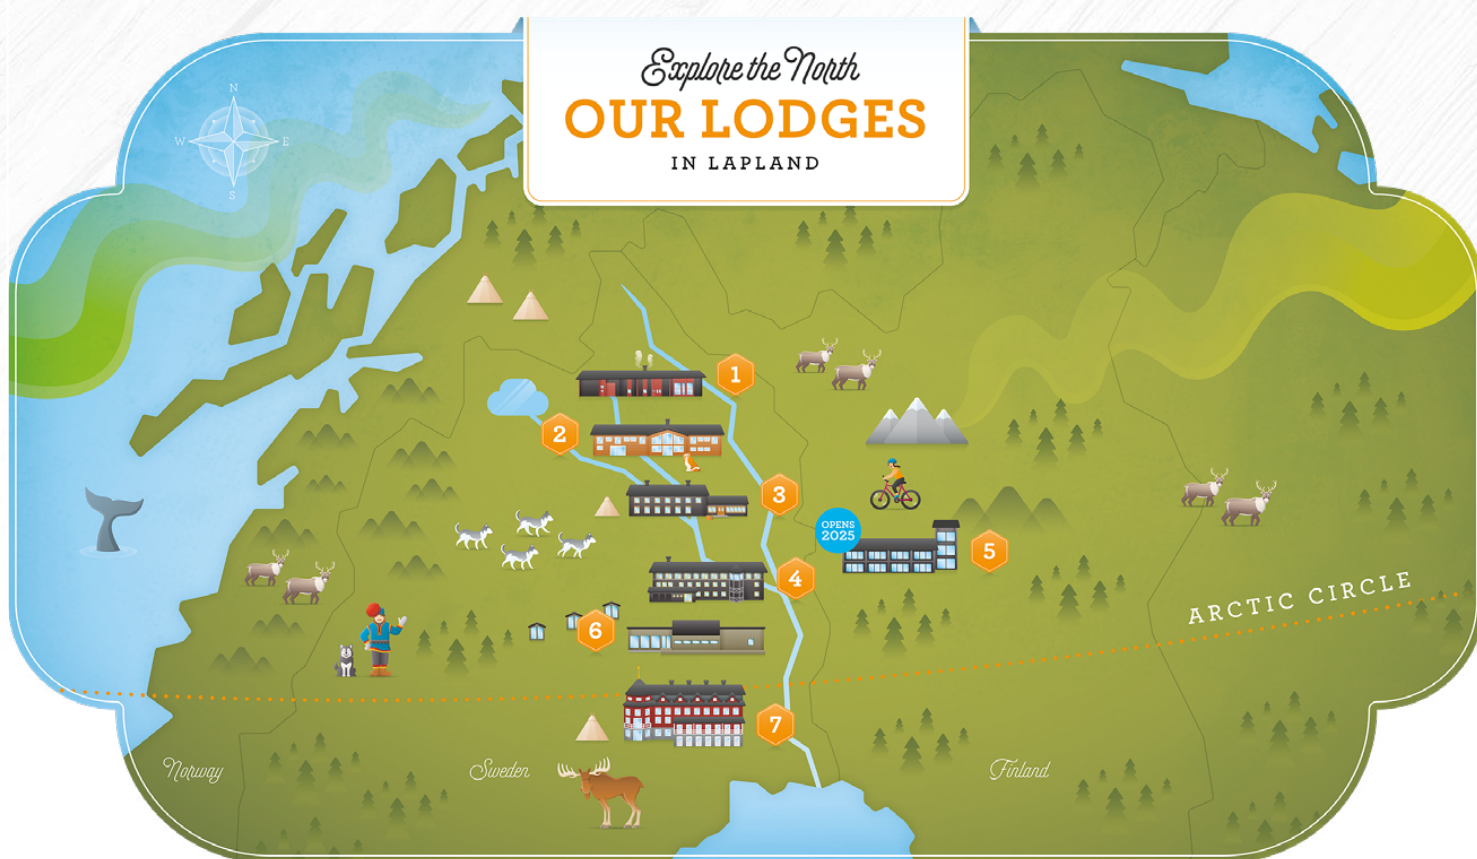 Explore the North
OUR LODGES
IN LAPLAND
N
W E
S
1
2
3
OPENS
2025
5
4
6
ARCTIC CIRCLE
7
Norway
Sweden
Finland